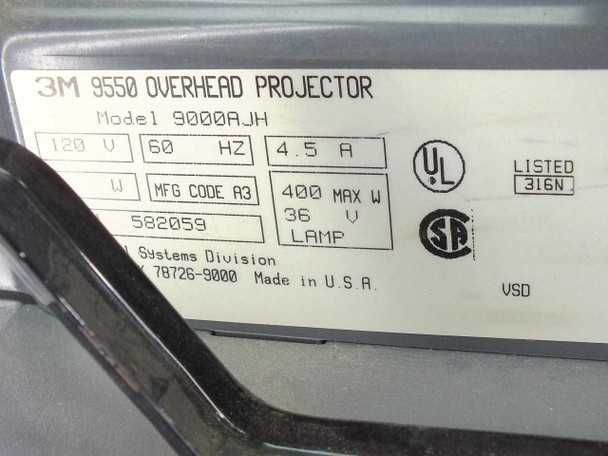 3M 9550 OVERHEAD PROJECTOR
Model 9000AJH
120 V 60 HZ 4.5 A
W MFG CODE A3 400 MAX W
36 V
LAMP
582059
Systems Division
78726-9000 Made in U.S.A.
UL
LISTED
316N
SA
VSD